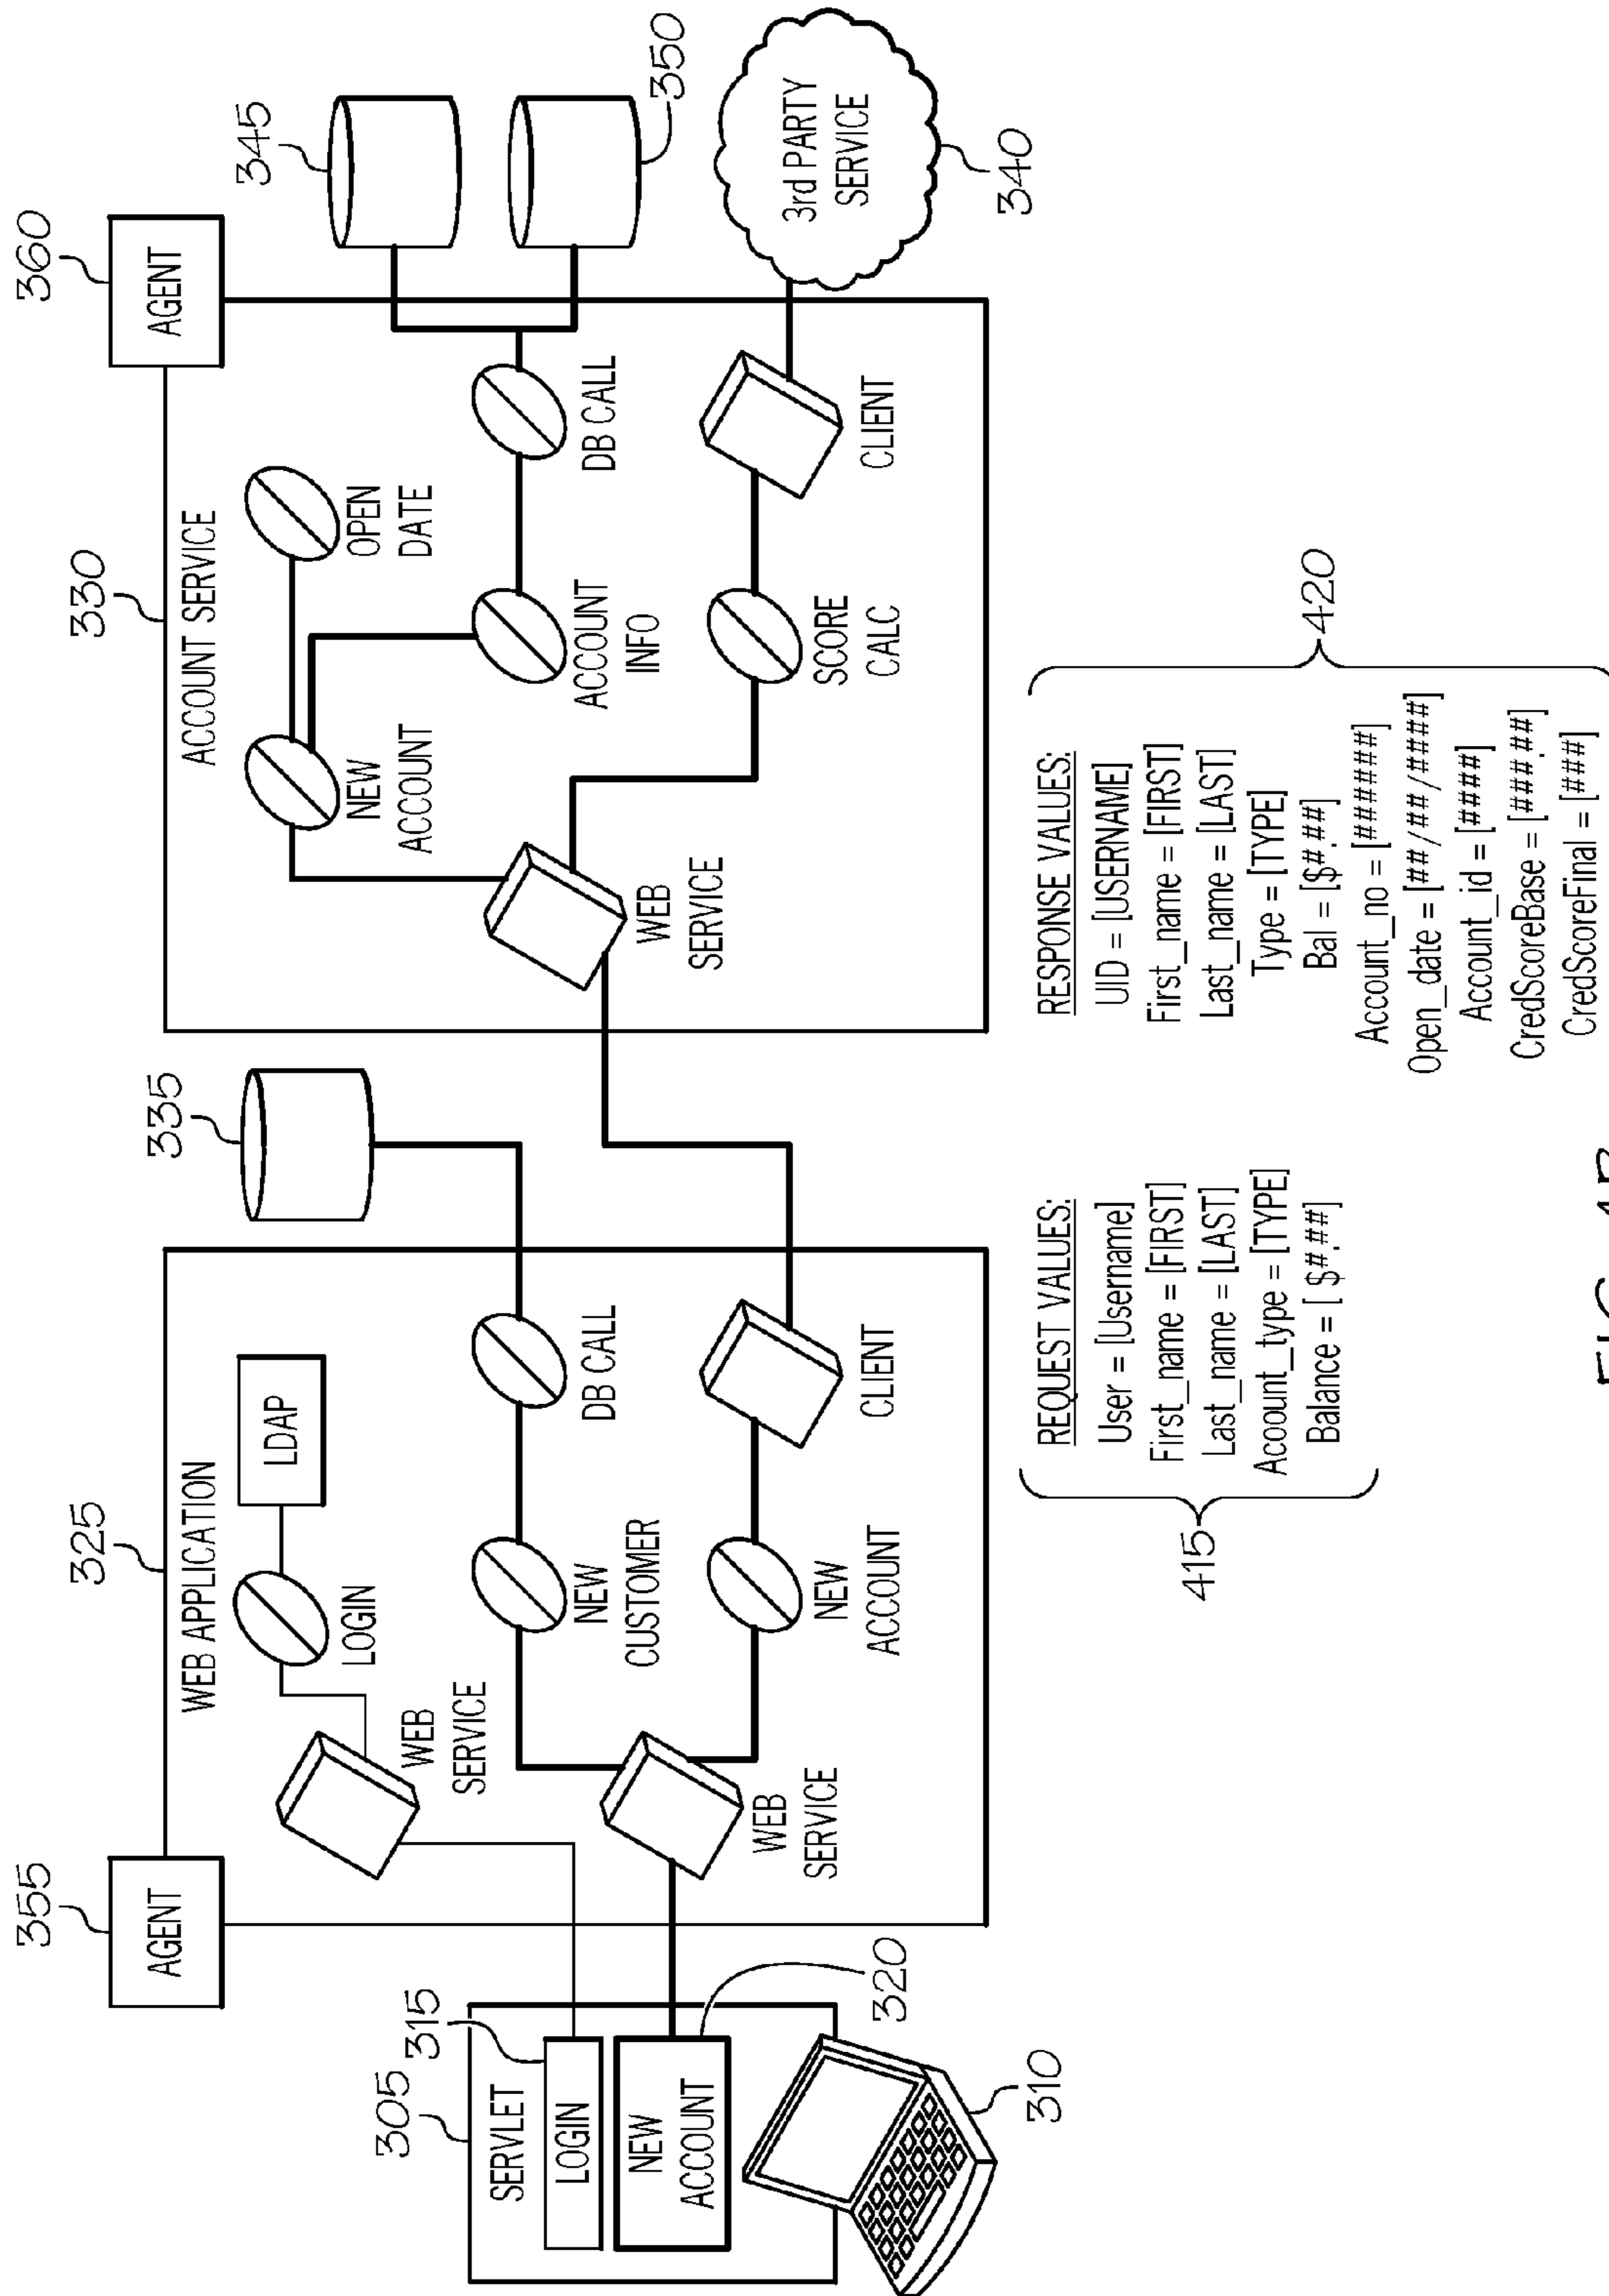 355
AGENT
325
WEB APPLICATION
LDAP
LOGIN
WEB
SERVICE
335
305
SERVLET
315
LOGIN
NEW
ACCOUNT
320
310
WEB
SERVICE
NEW
CUSTOMER
DB CALL
NEW
ACCOUNT
CLIENT
330
ACCOUNT SERVICE
360
AGENT
345
350
NEW
ACCOUNT
OPEN
DATE
ACCOUNT
INFO
DB CALL
WEB
SERVICE
SCORE
CALC
CLIENT
3rd PARTY
SERVICE
340
415
REQUEST VALUES:
User = [Username]
First_name = [FIRST]
Last_name = [LAST]
Account_type = [TYPE]
Balance = [ $#.##]
RESPONSE VALUES:
UID = [USERNAME]
First_name = [FIRST]
Last_name = [LAST]
Type = [TYPE]
Bal = [$#.##]
Account_no = [######]
Open_date = [##/##/####]
Account_id = [####]
CredScoreBase = [###.##]
CredScoreFinal = [###]
420